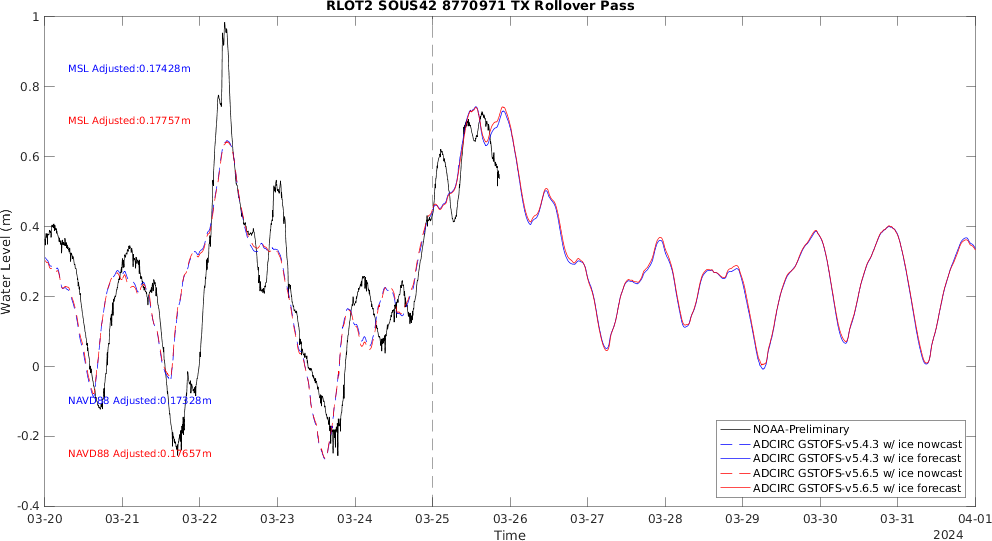 RLOT2 SOUS42 8770971 TX Rollover Pass
1
0.8
0.6
0.4
0.2
0
-0.2
-0.4
Water Level (m)
MSL Adjusted:0.17428m
MSL Adjusted:0.17757m
NAVD88 Adjusted:0.17328m
NAVD88 Adjusted:0.17657m
NOAA-Preliminary
ADCIRC GSTOFS-v5.4.3 w/ ice nowcast
ADCIRC GSTOFS-v5.4.3 w/ ice forecast
ADCIRC GSTOFS-v5.6.5 w/ ice nowcast
ADCIRC GSTOFS-v5.6.5 w/ ice forecast
03-20 03-21 03-22 03-23 03-24 03-25 03-26 03-27 03-28 03-29 03-30 03-31 04-01
Time
2024